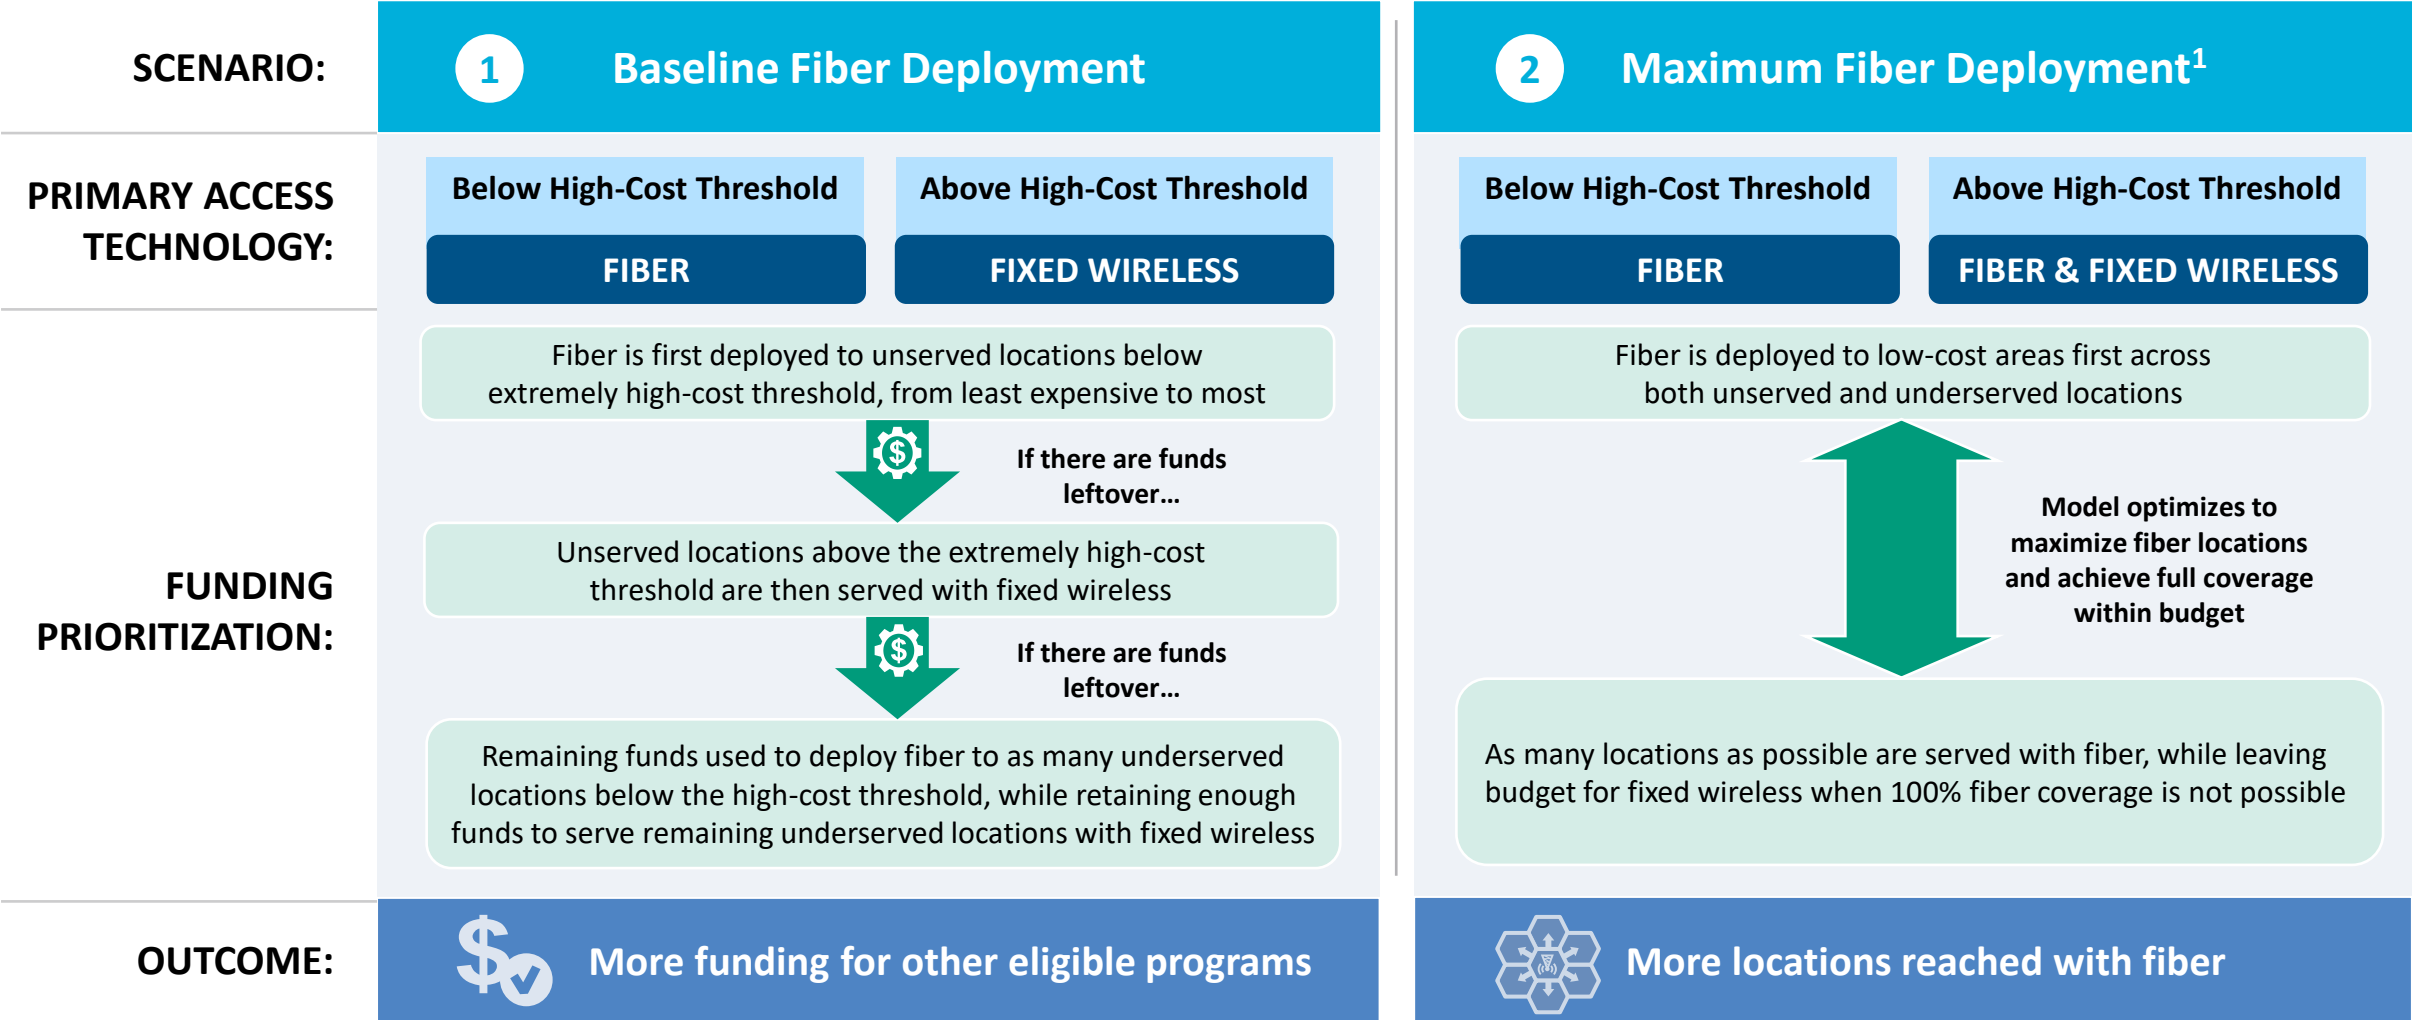 SCENARIO:
1
Baseline Fiber Deployment
2
Maximum Fiber Deployment¹
PRIMARY ACCESS
TECHNOLOGY:
Below High-Cost Threshold
FIBER
Above High-Cost Threshold
FIXED WIRELESS
Below High-Cost Threshold
FIBER
Above High-Cost Threshold
FIBER & FIXED WIRELESS
FUNDING
PRIORITIZATION:
Fiber is first deployed to unserved locations below
extremely high-cost threshold, from least expensive to most
$
If there are funds
leftover…
Unserved locations above the extremely high-cost
threshold are then served with fixed wireless
$
If there are funds
leftover…
Remaining funds used to deploy fiber to as many underserved
locations below the high-cost threshold, while retaining enough
funds to serve remaining underserved locations with fixed wireless
Fiber is deployed to low-cost areas first across
both unserved and underserved locations
Model optimizes to
maximize fiber locations
and achieve full coverage
within budget
As many locations as possible are served with fiber, while leaving
budget for fixed wireless when 100% fiber coverage is not possible
OUTCOME:
$
More funding for other eligible programs
More locations reached with fiber